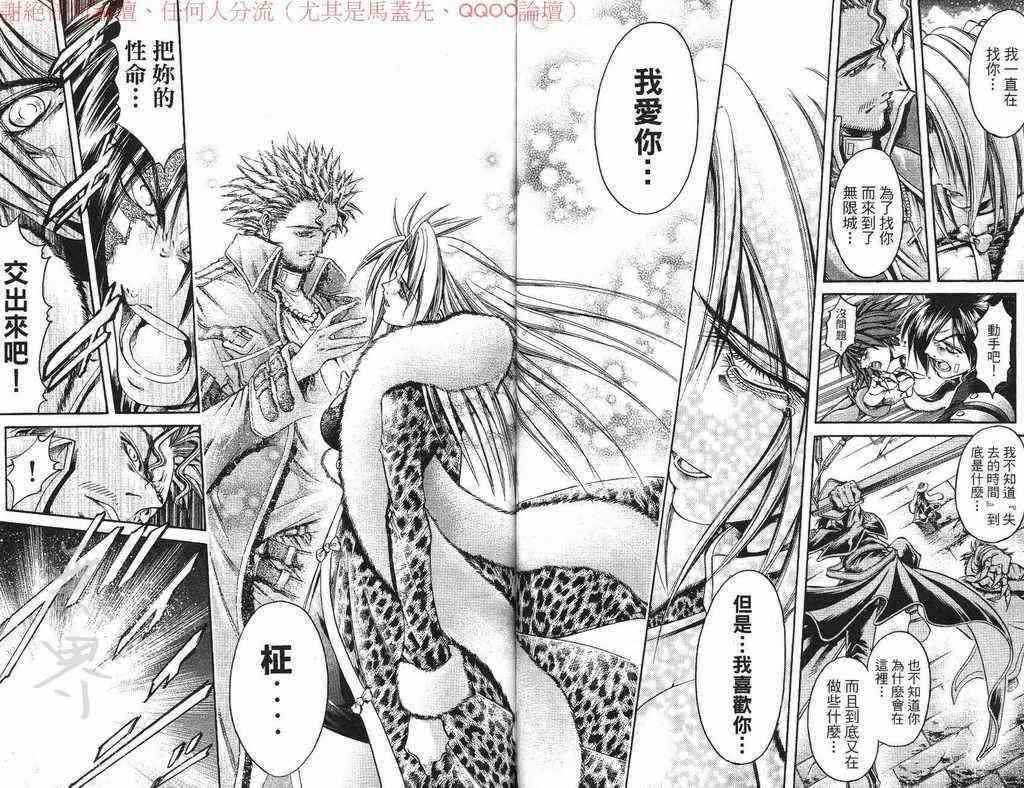 謝絕
壇、任何人分流（尤其是馬蓋先、QQOO論壇）
我一直在
找你…
為了找你
而來到了
無限城…
動手吧！
沒問題！
我不知道『失
去的時間』到
底是什麼…
也不知道你
為什麼會在
這裡…
而且到底又在
做些什麼…
我愛你…
但是…我喜歡你…
柾‥‥
把妳的
性命…
交出來吧！
！
界